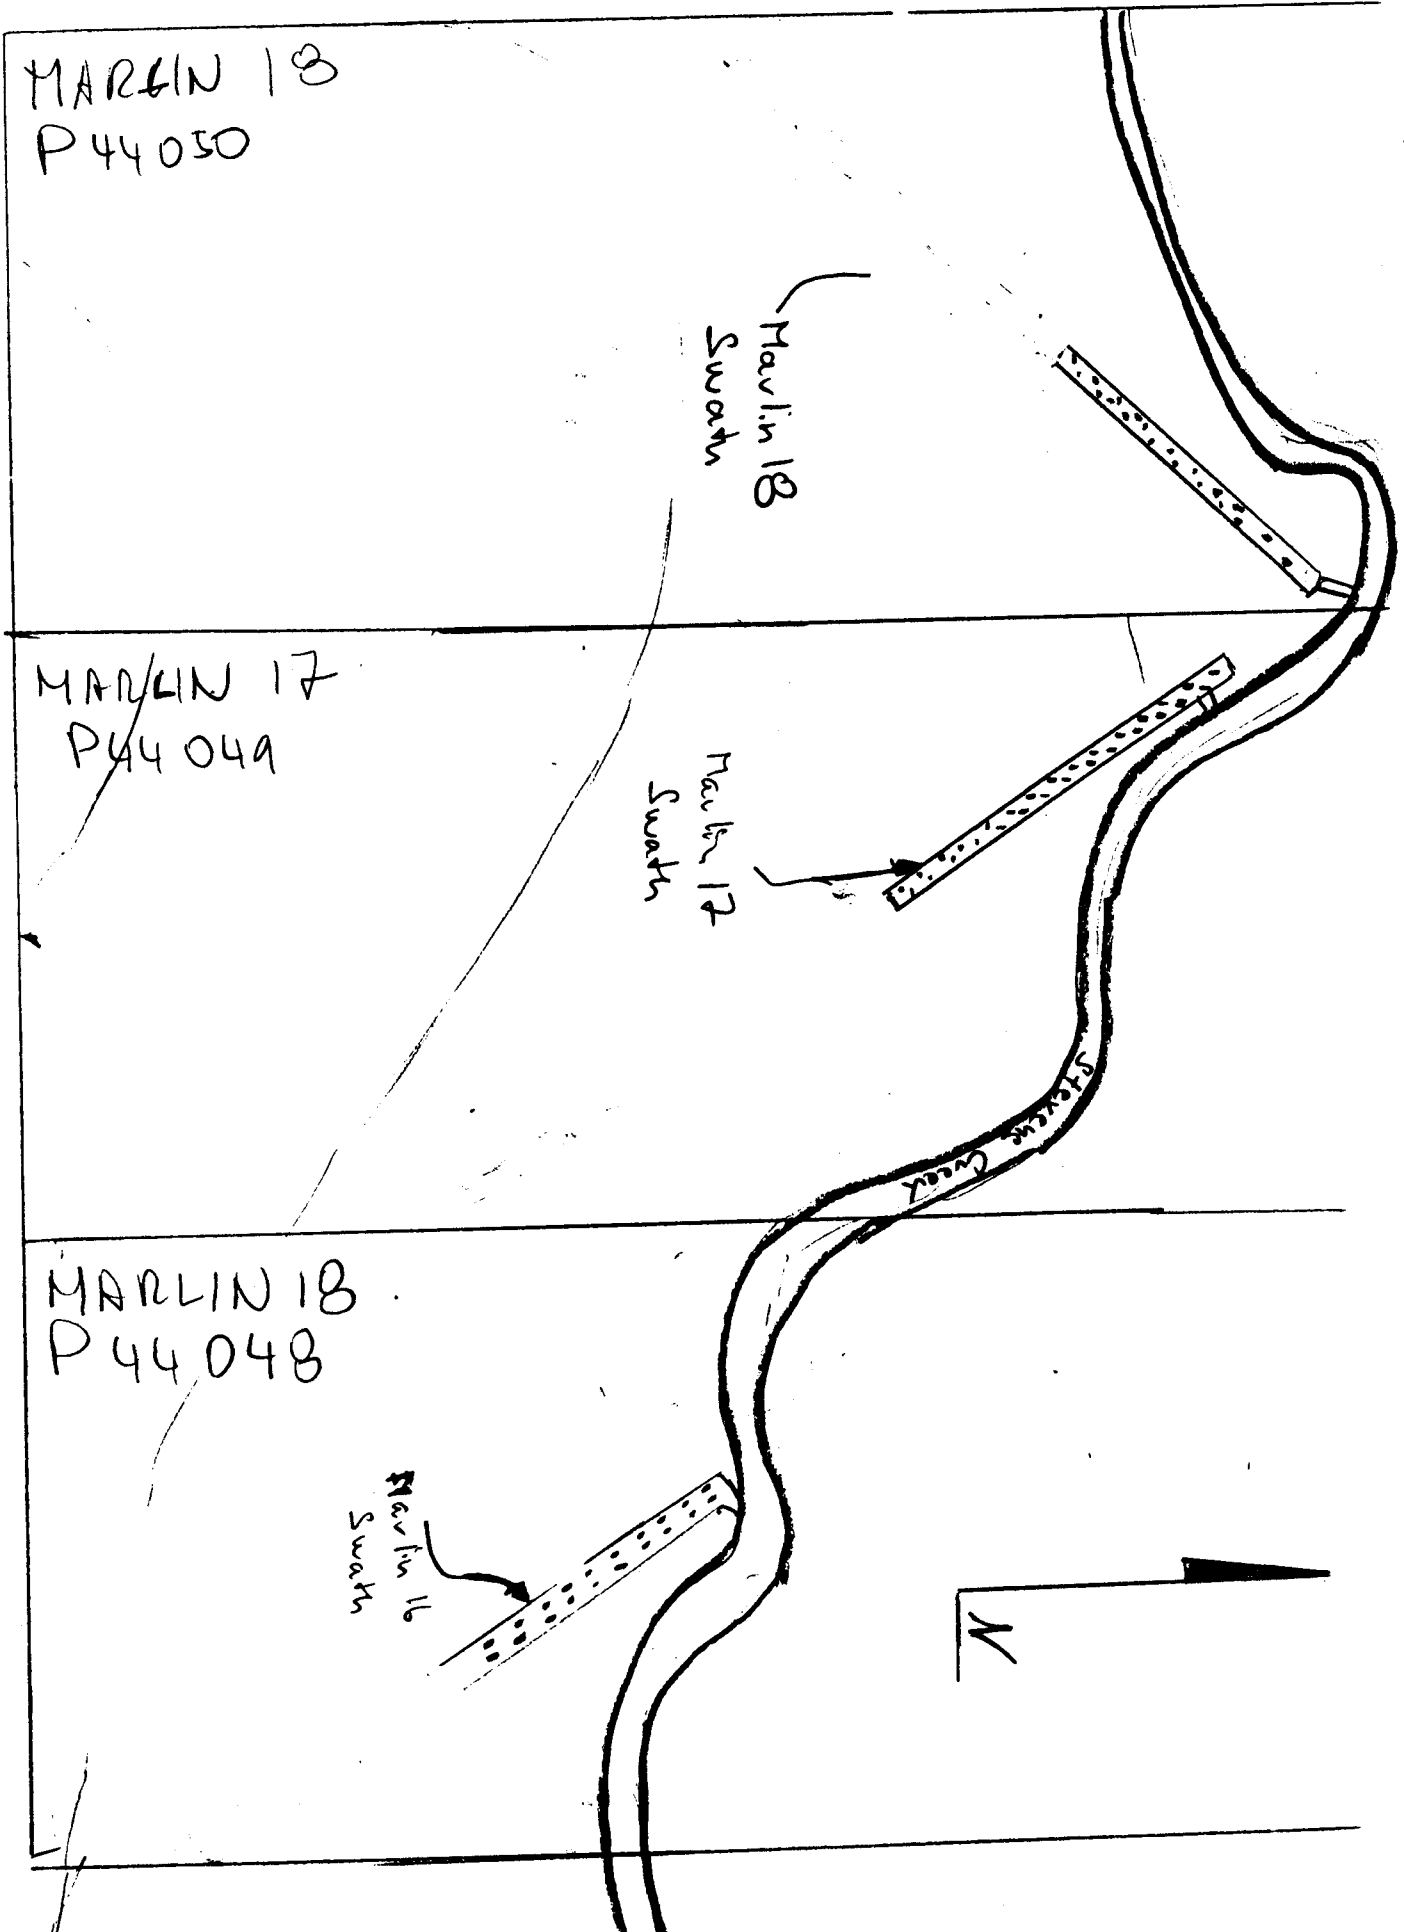 MARLIN 18
P44050
Marlin 18
Swath
MARLIN 17
P44049
Marlin 17
Swath
Stevens Creek
MARLIN 18
P44048
Marlin 16
Swath
N